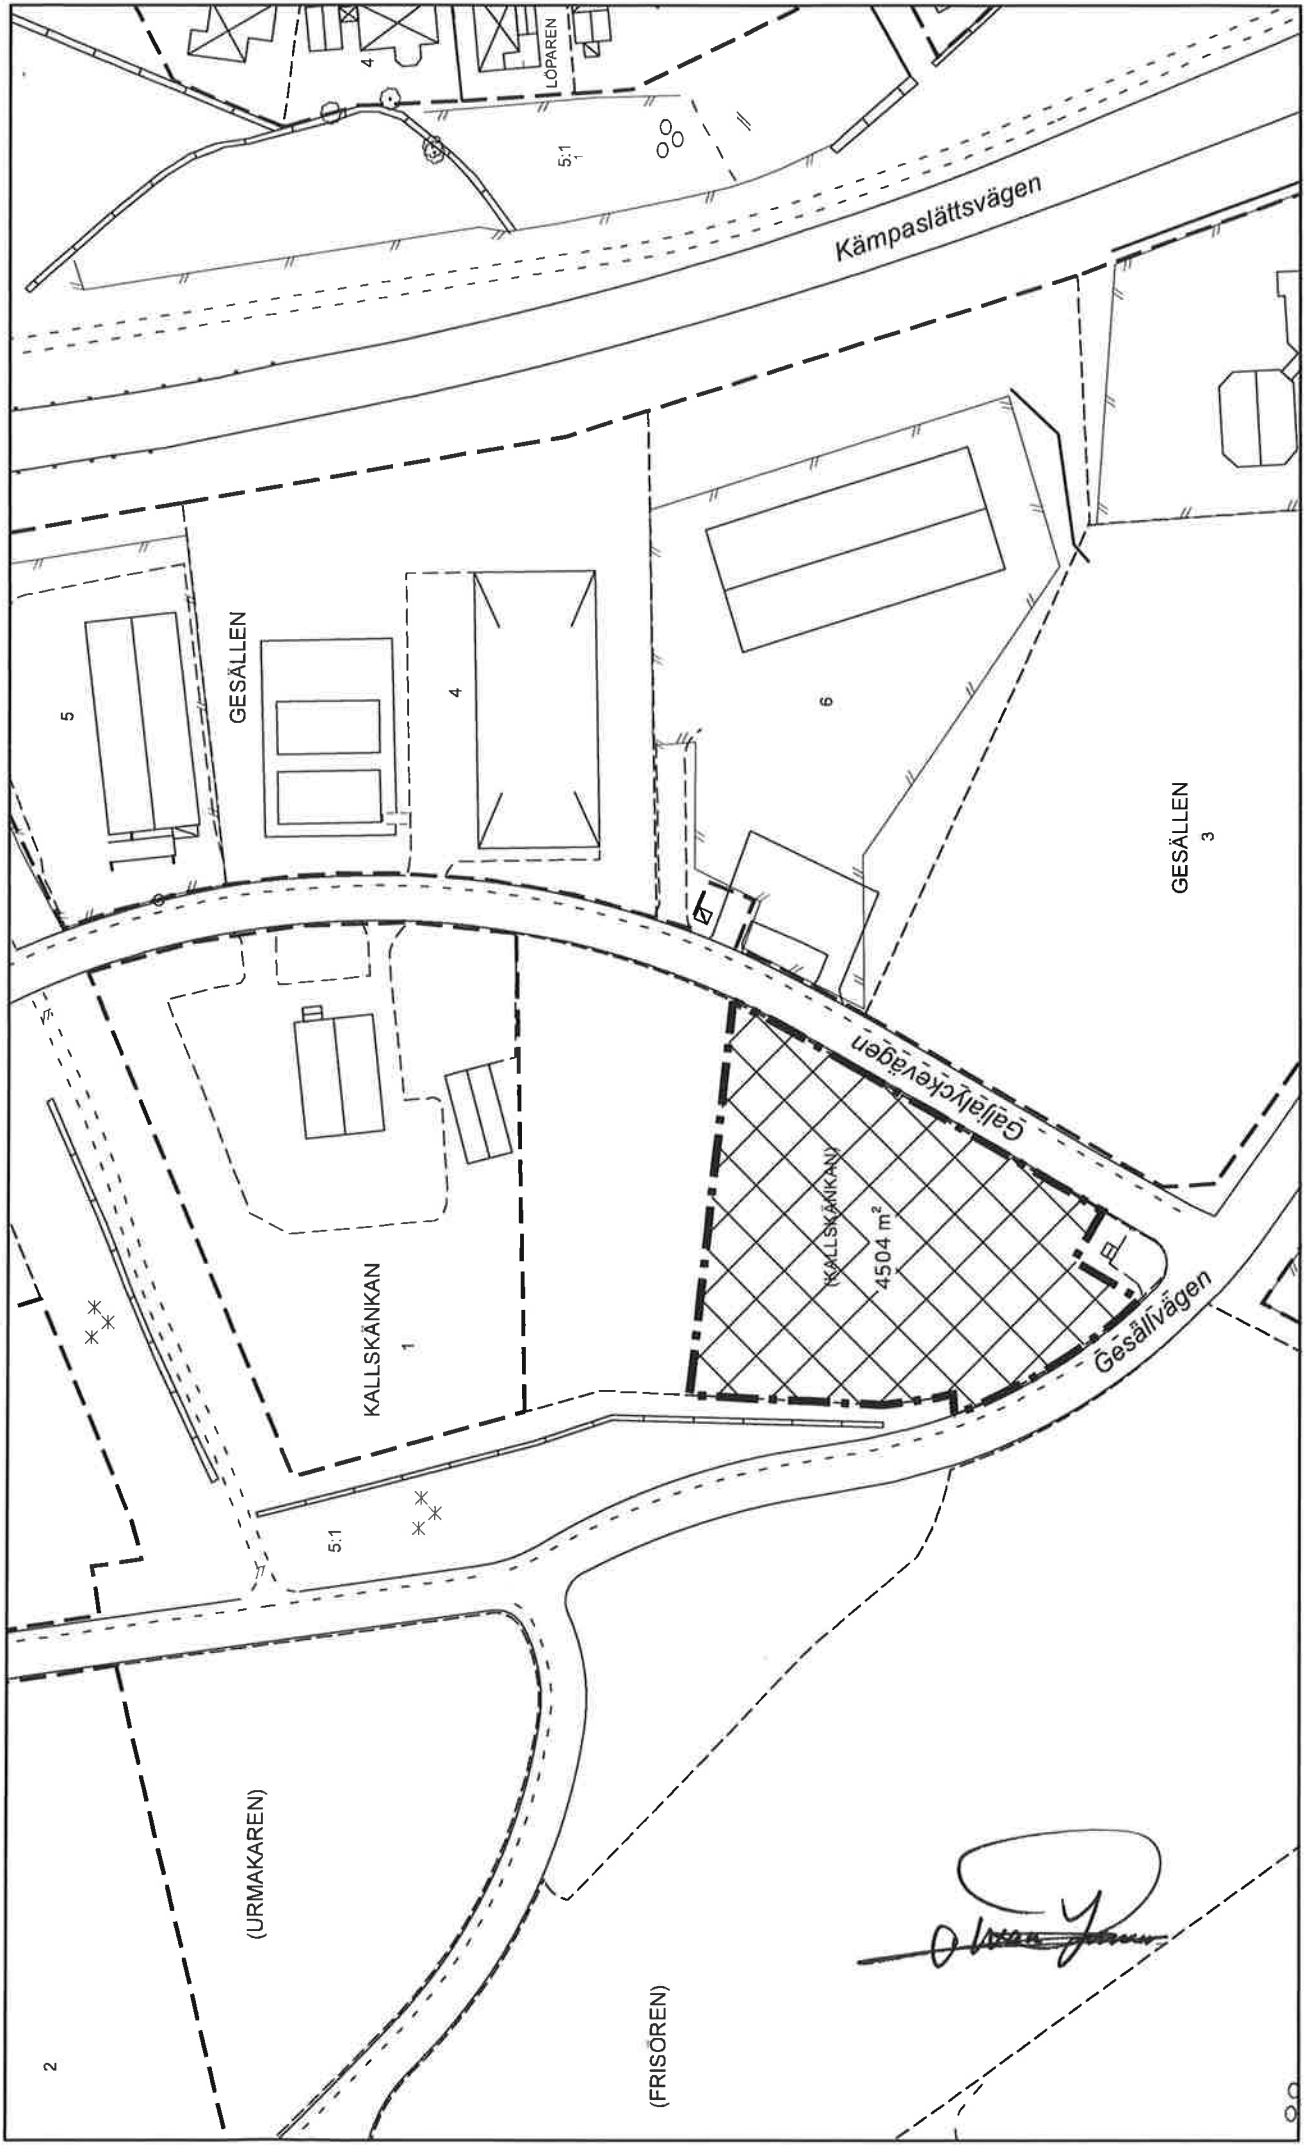 4
LÖPAREN
5:1
1
Kämpaslättsvägen
5
GESÄLLEN
4
6
GESÄLLEN
3
Galjalyckevägen
KALLSKÄNKAN
1
(KALLSKÄNKAN)
4504 m²
Gesällvägen
5:1
(URMAKAREN)
2
(FRISÖREN)